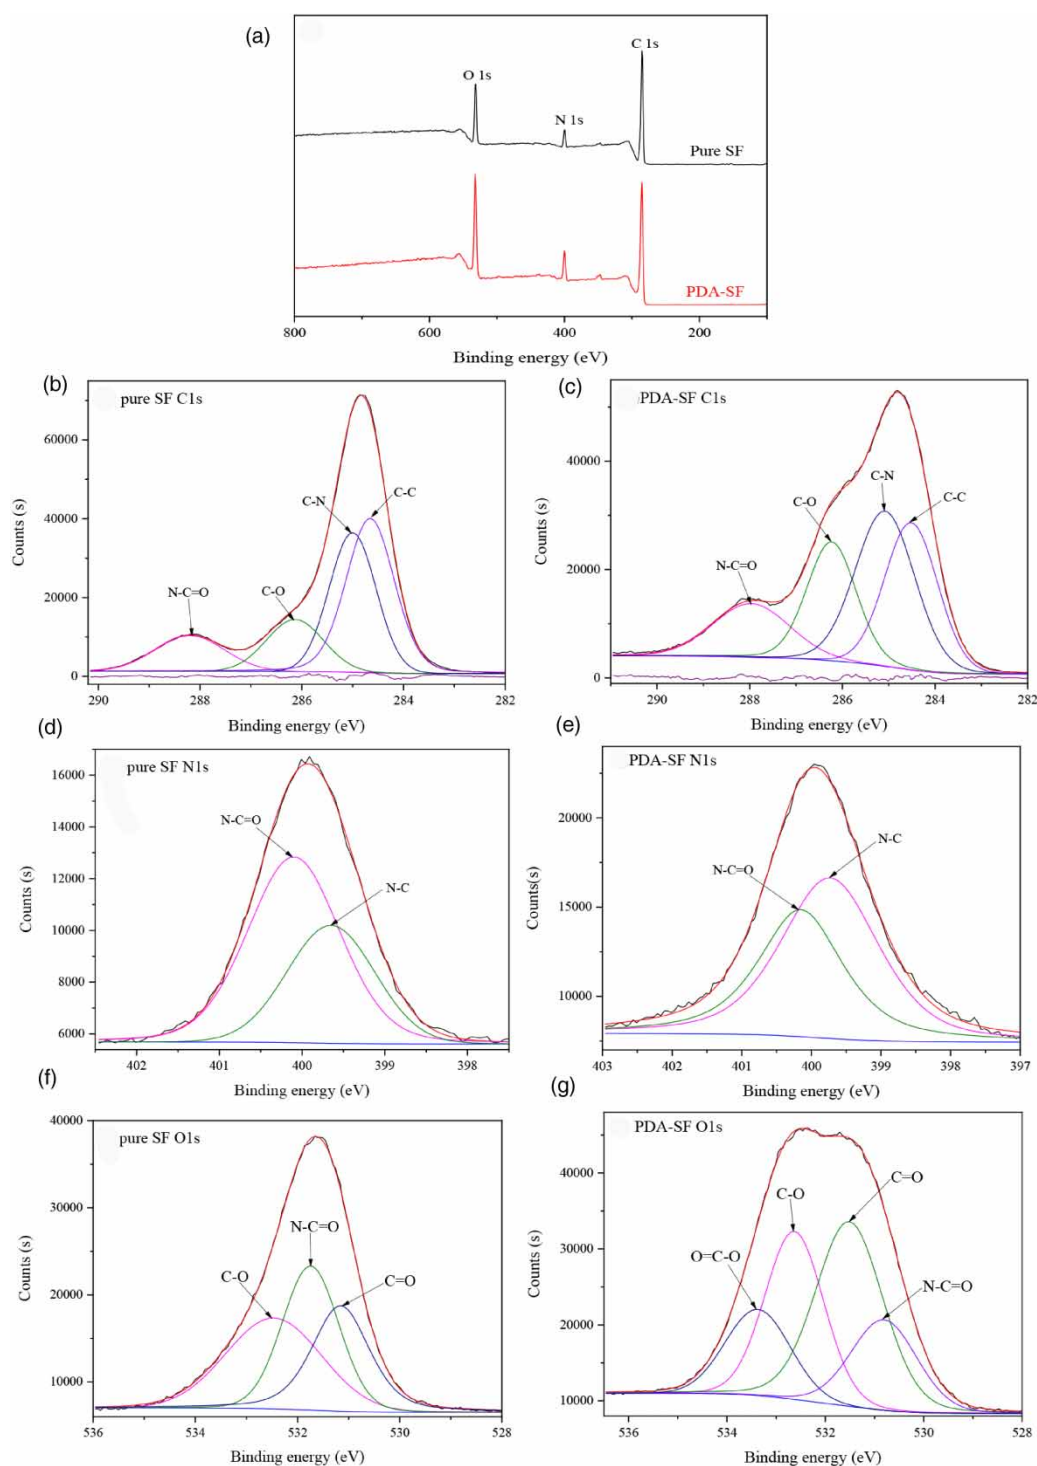 (a)
C 1s
O 1s
N 1s
Pure SF
PDA-SF
800
600
400
200
Binding energy (eV)
(b)
pure SF C1s
60000
40000
20000
0
Counts (s)
C-N
C-C
N-C=O
C-O
290
288
286
284
282
Binding energy (eV)
(c)
PDA-SF C1s
40000
20000
0
Counts (s)
C-N
C-O
C-C
N-C=O
290
288
286
284
282
Binding energy (eV)
(d)
pure SF N1s
16000
14000
12000
10000
8000
6000
Counts (s)
N-C=O
N-C
402
401
400
399
398
Binding energy (eV)
(e)
PDA-SF N1s
20000
15000
10000
Counts(s)
N-C
N-C=O
403
402
401
400
399
398
397
Binding energy (eV)
(f)
pure SF O1s
40000
30000
20000
10000
Counts (s)
N-C=O
C-O
C=O
536
534
532
530
528
Binding energy (eV)
(g)
PDA-SF O1s
40000
30000
20000
10000
Counts (s)
C=O
C-O
O=C-O
N-C=O
536
534
532
530
528
Binding energy (eV)